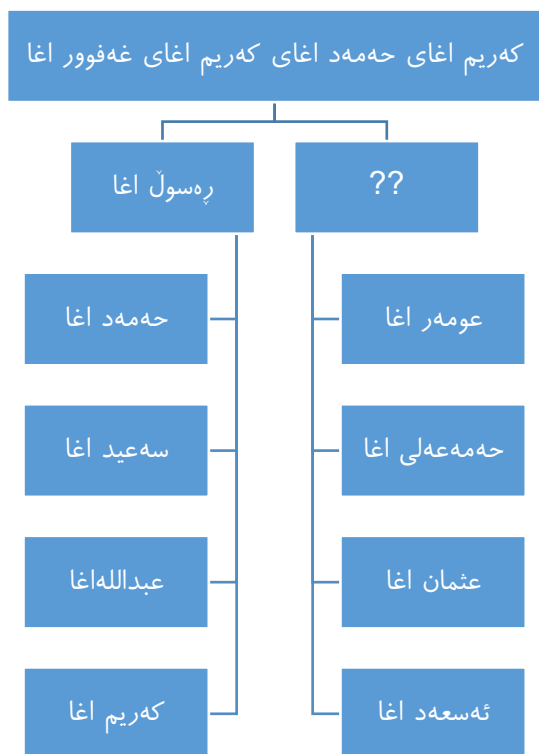 کەریم اغای حەمەد اغای کەریم اغای غەفوور اغا
??
ڕەسوڵ اغا
عومەر اغا
حەمەد اغا
حەمەعەلی اغا
سەعید اغا
عثمان اغا
عبداللەاغا
ئەسعەد اغا
کەریم اغا